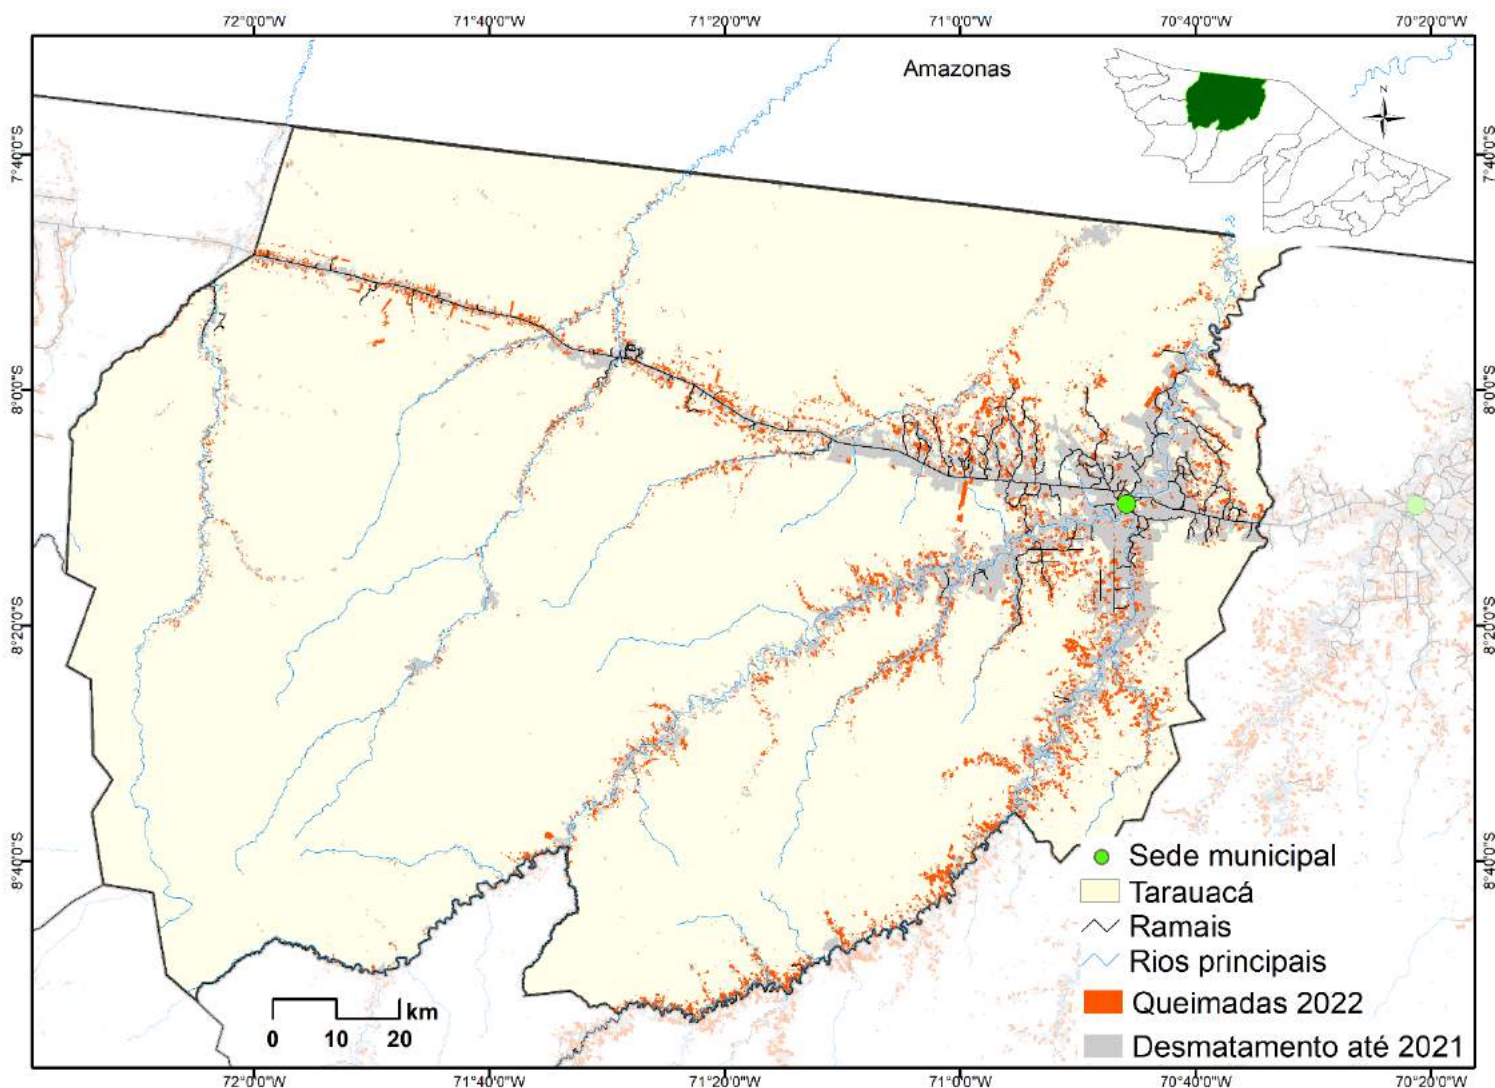 72°0'0"W 71°40'0"W 71°20'0"W 71°0'0"W 70°40'0"W 70°20'0"W
Amazonas
N
7°40'0"S 7°40'0"S
8°0'0"S 8°0'0"S
8°20'0"S 8°20'0"S
8°40'0"S 8°40'0"S
Sede municipal
Tarauacá
Ramais
Rios principais
Queimadas 2022
Desmatamento até 2021
km
0 10 20
72°0'0"W 71°40'0"W 71°20'0"W 71°0'0"W 70°40'0"W 70°20'0"W